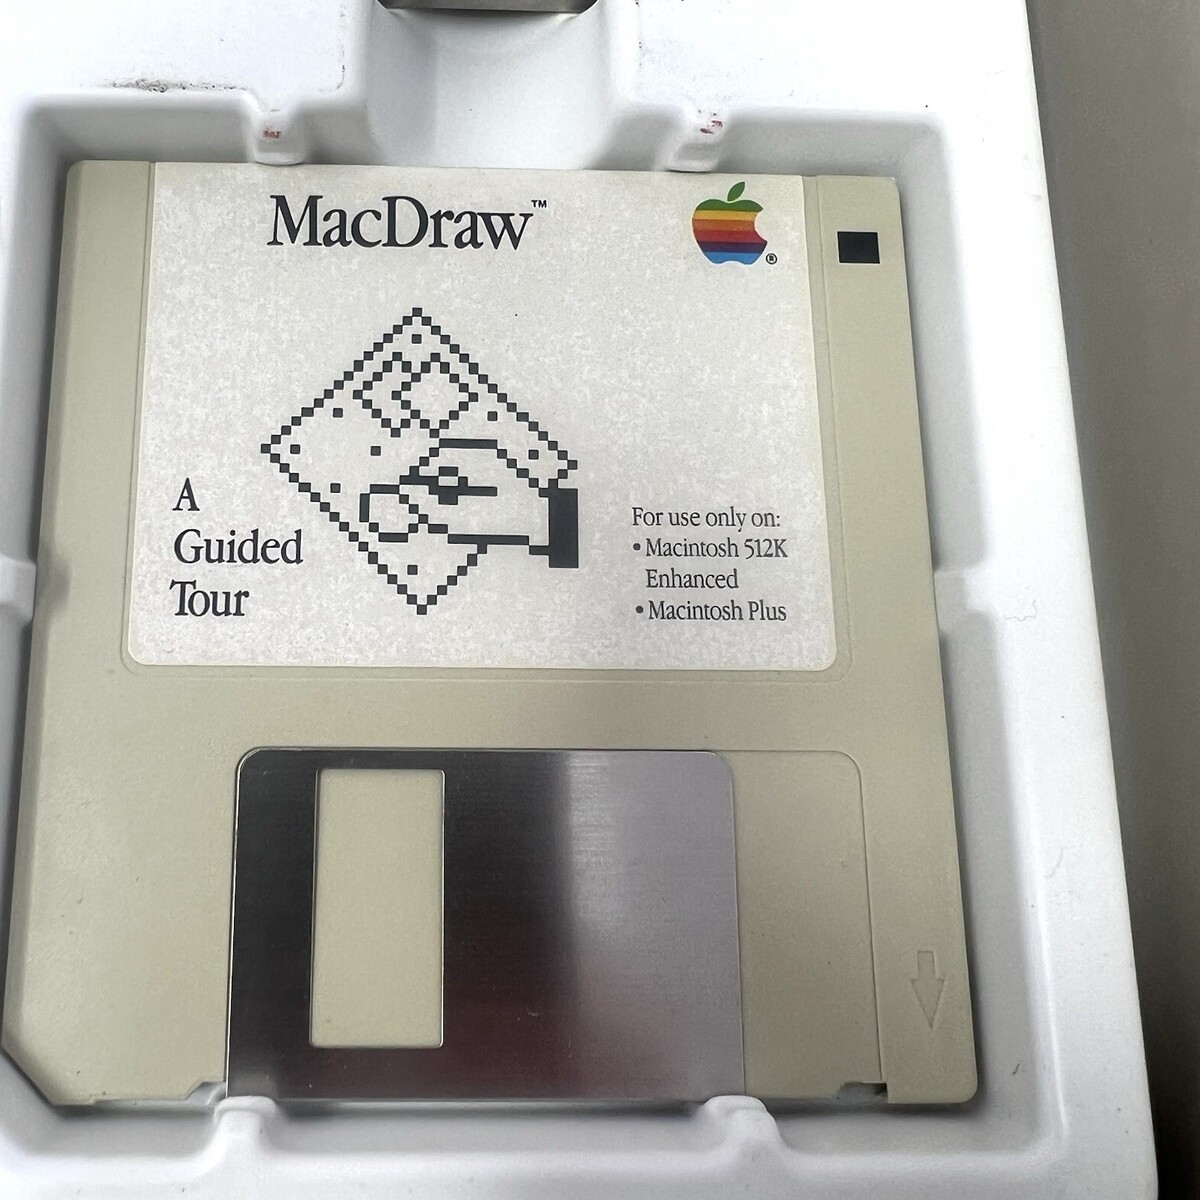 MacDraw™
®
A
Guided
Tour
For use only on:
• Macintosh 512K
Enhanced
• Macintosh Plus